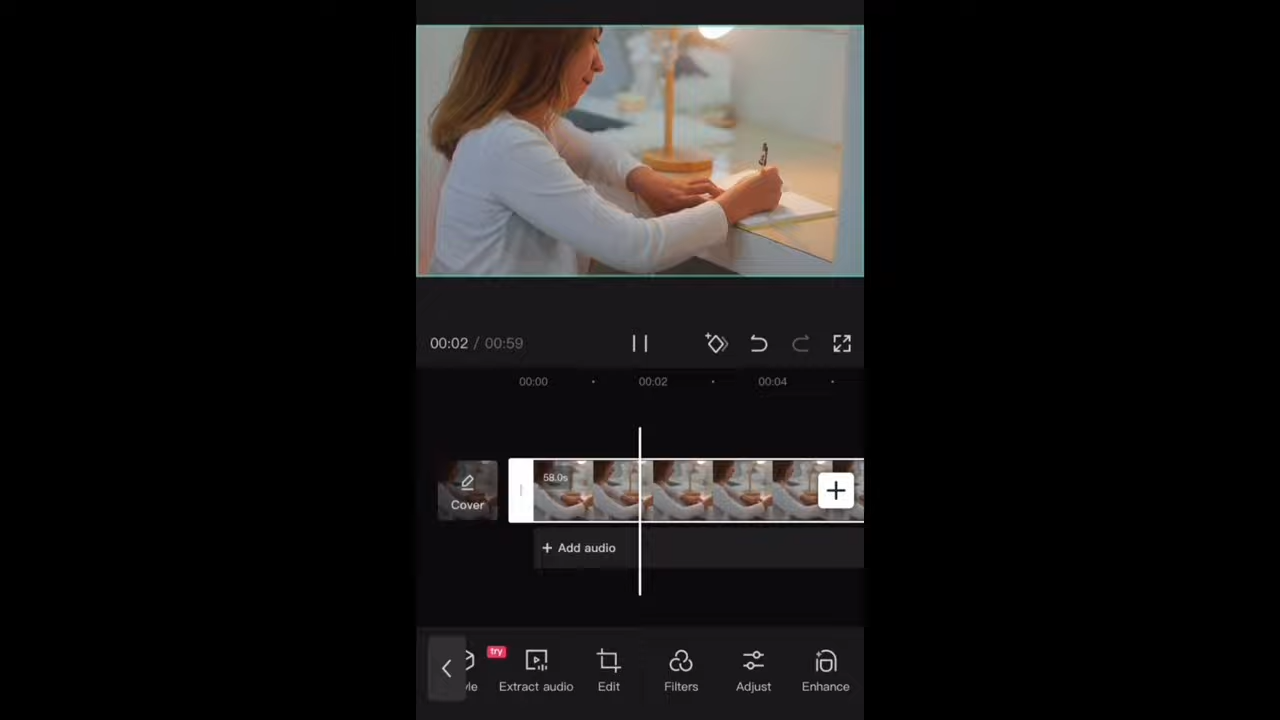 00:02 / 00:59
00:00 00:02 00:04
58.0s
Cover
+ Add audio
try
yle Extract audio Edit Filters Adjust Enhance